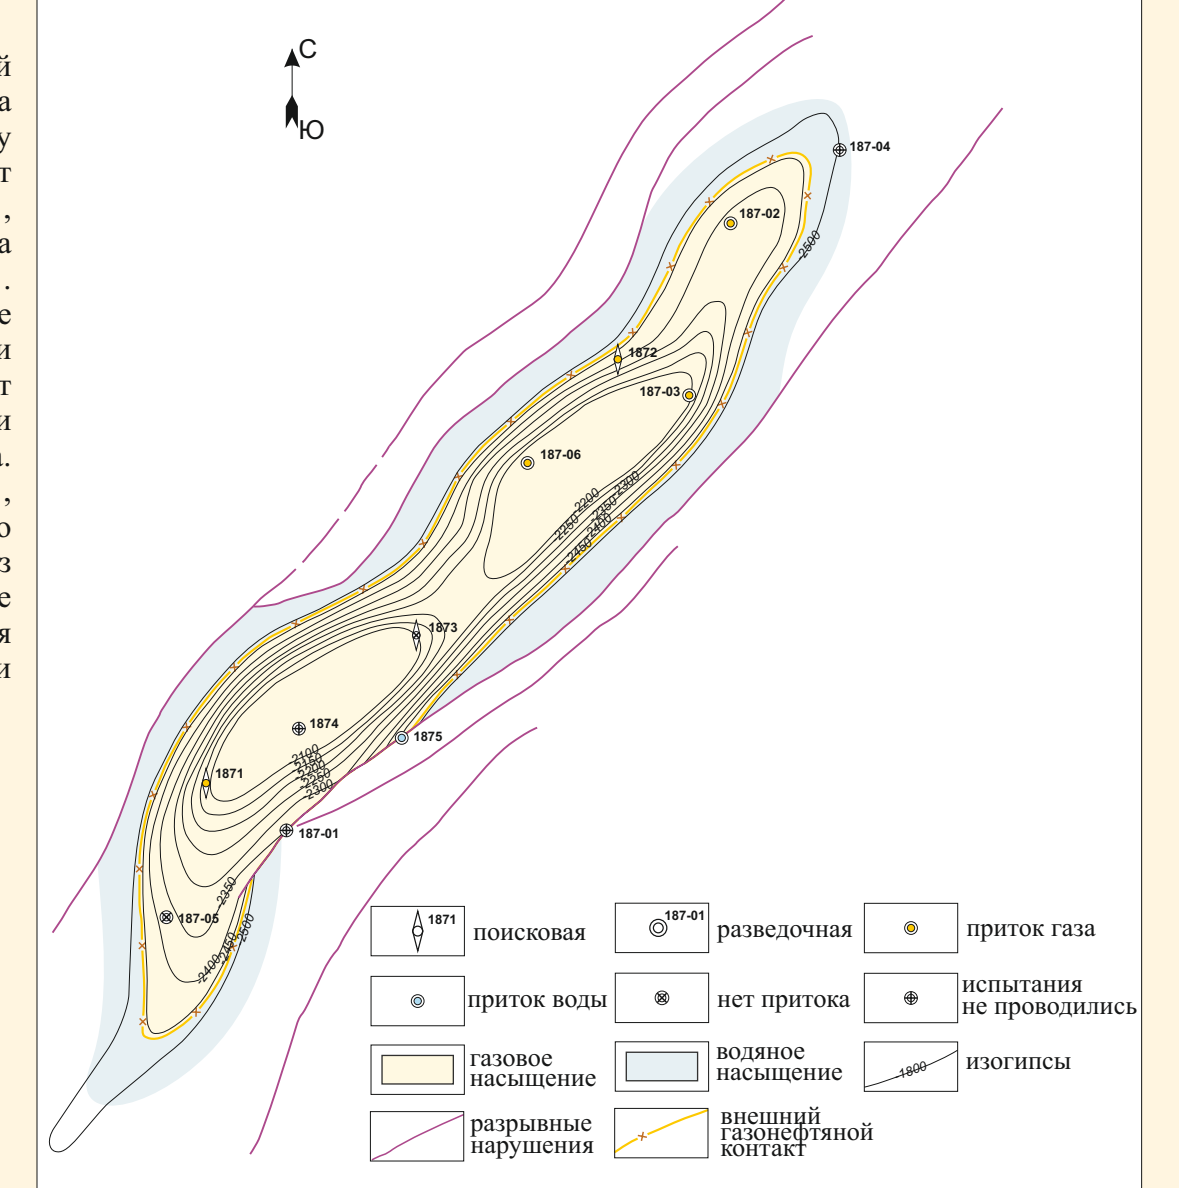 й
а
у
т
,
а
.
е
и
т
и
а.
,
о
з
е
я
и
С
Ю
187-04
187-02
-2500
1872
187-03
187-06
-2200
-2300
-2350
2250
-2400
-2450
1873
1874
1875
-2100
-2150
-2200
-2250
-2300
1871
187-01
-2350
187-05
-2500
-2450
-2400
1871
поисковая
187-01
разведочная
приток газа
приток воды
нет притока
испытания
не проводились
газовое
насыщение
водяное
насыщение
-1800
изогипсы
разрывные
нарушения
внешний
газонефтяной
контакт